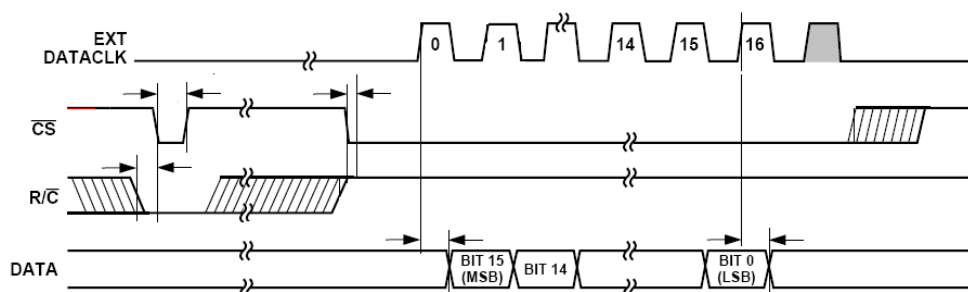 EXT
DATACLK
0 1 14 15 16
CS
R/C
DATA
BIT 15
(MSB)
BIT 14
BIT 0
(LSB)